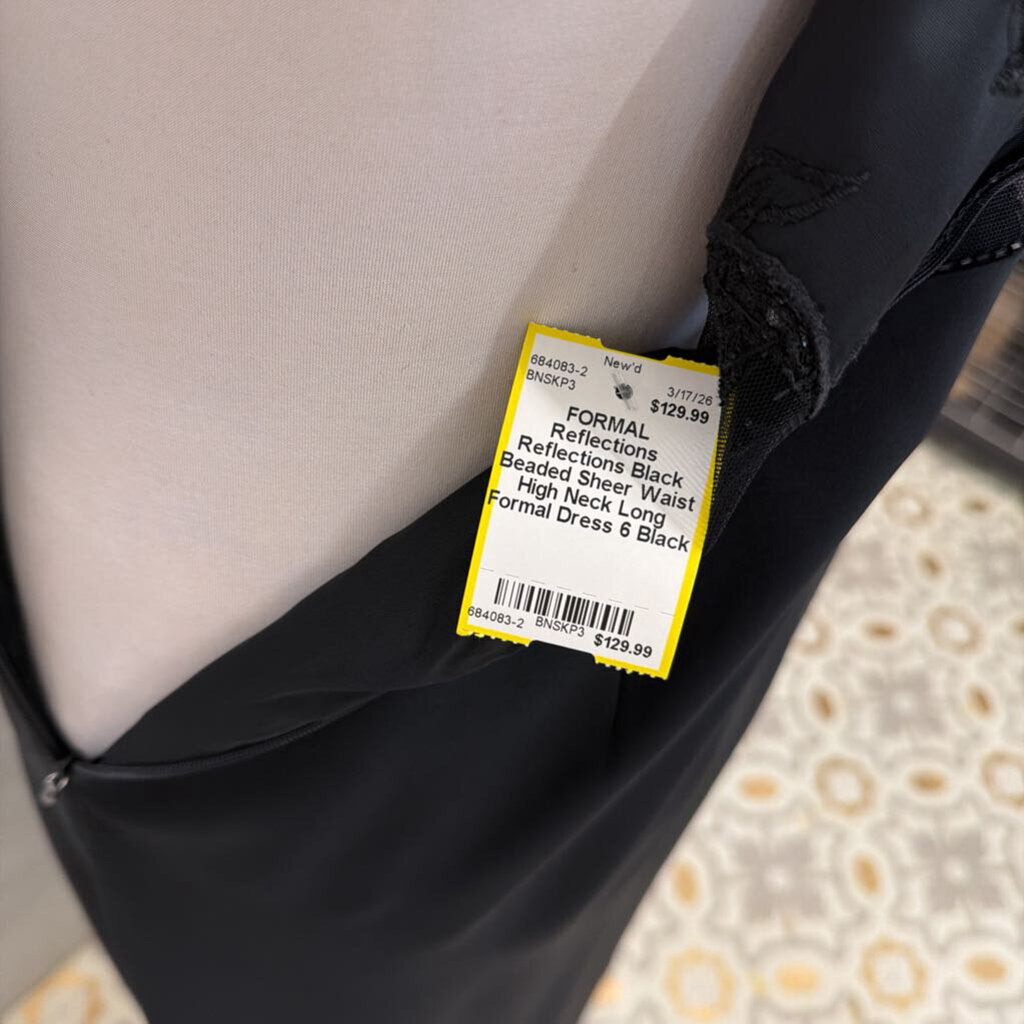 684083-2 New'd 3/17/26
BNSKP3 $129.99
FORMAL
Reflections
Reflections Black
Beaded Sheer Waist
High Neck Long
Formal Dress 6 Black
684083-2 BNSKP3 $129.99